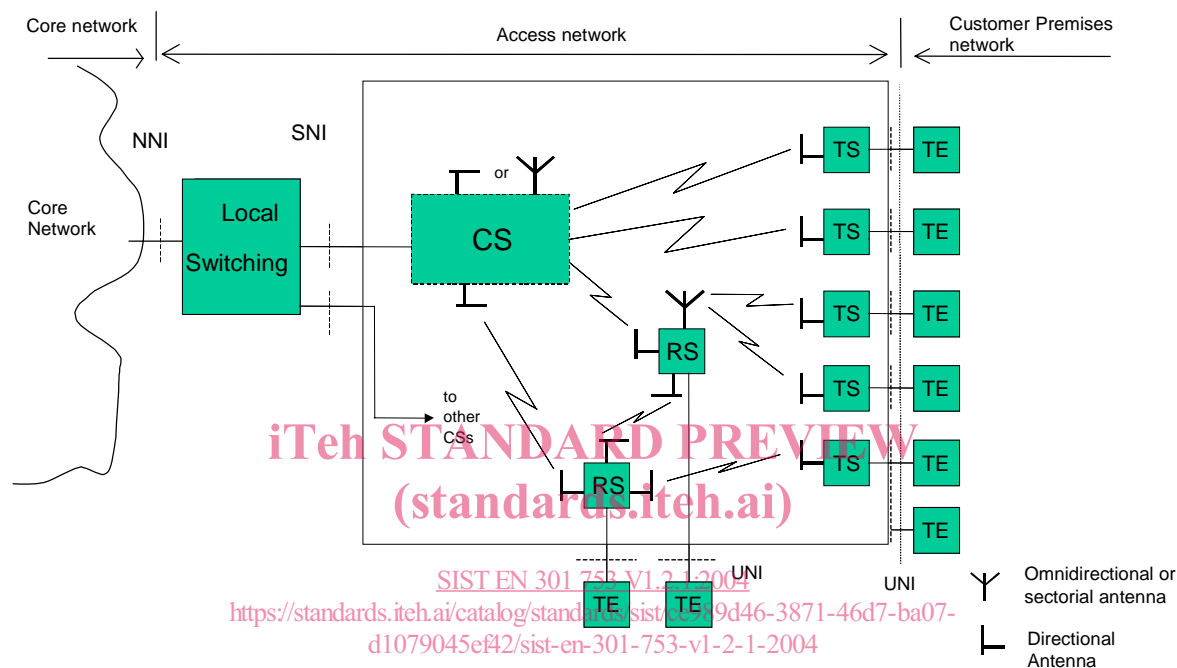 Core network
Access network
Customer Premises
network
NNI
SNI
or
TS
TE
Core
Network
Local
Switching
CS
TS
TE
TS
TE
RS
TS
TE
to
other
CSs
iTeh STANDARD PREVIEW
TS
TE
RS
(standards.iteh.ai)
TE
SIST EN 301 753 V1.2.1:2004
UNI
UNI
Omnidirectional or
sectorial antenna
TE
TE
https://standards.iteh.ai/catalog/standards/sist/ce989d46-3871-46d7-ba07-
d1079045ef42/sist-en-301-753-v1-2-1-2004
Directional
Antenna